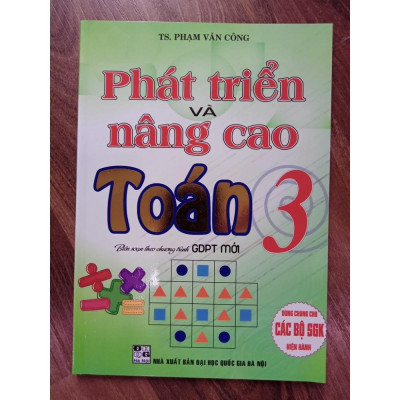 TS. PHẠM VĂN CÔNG
Phát triển
VÀ
nâng cao
Toán 3
Biên soạn theo chương trình GDPT MỚI
DÙNG CHUNG CHO
CÁC BỘ SGK
HIỆN HÀNH
NHÀ XUẤT BẢN ĐẠI HỌC QUỐC GIA HÀ NỘI